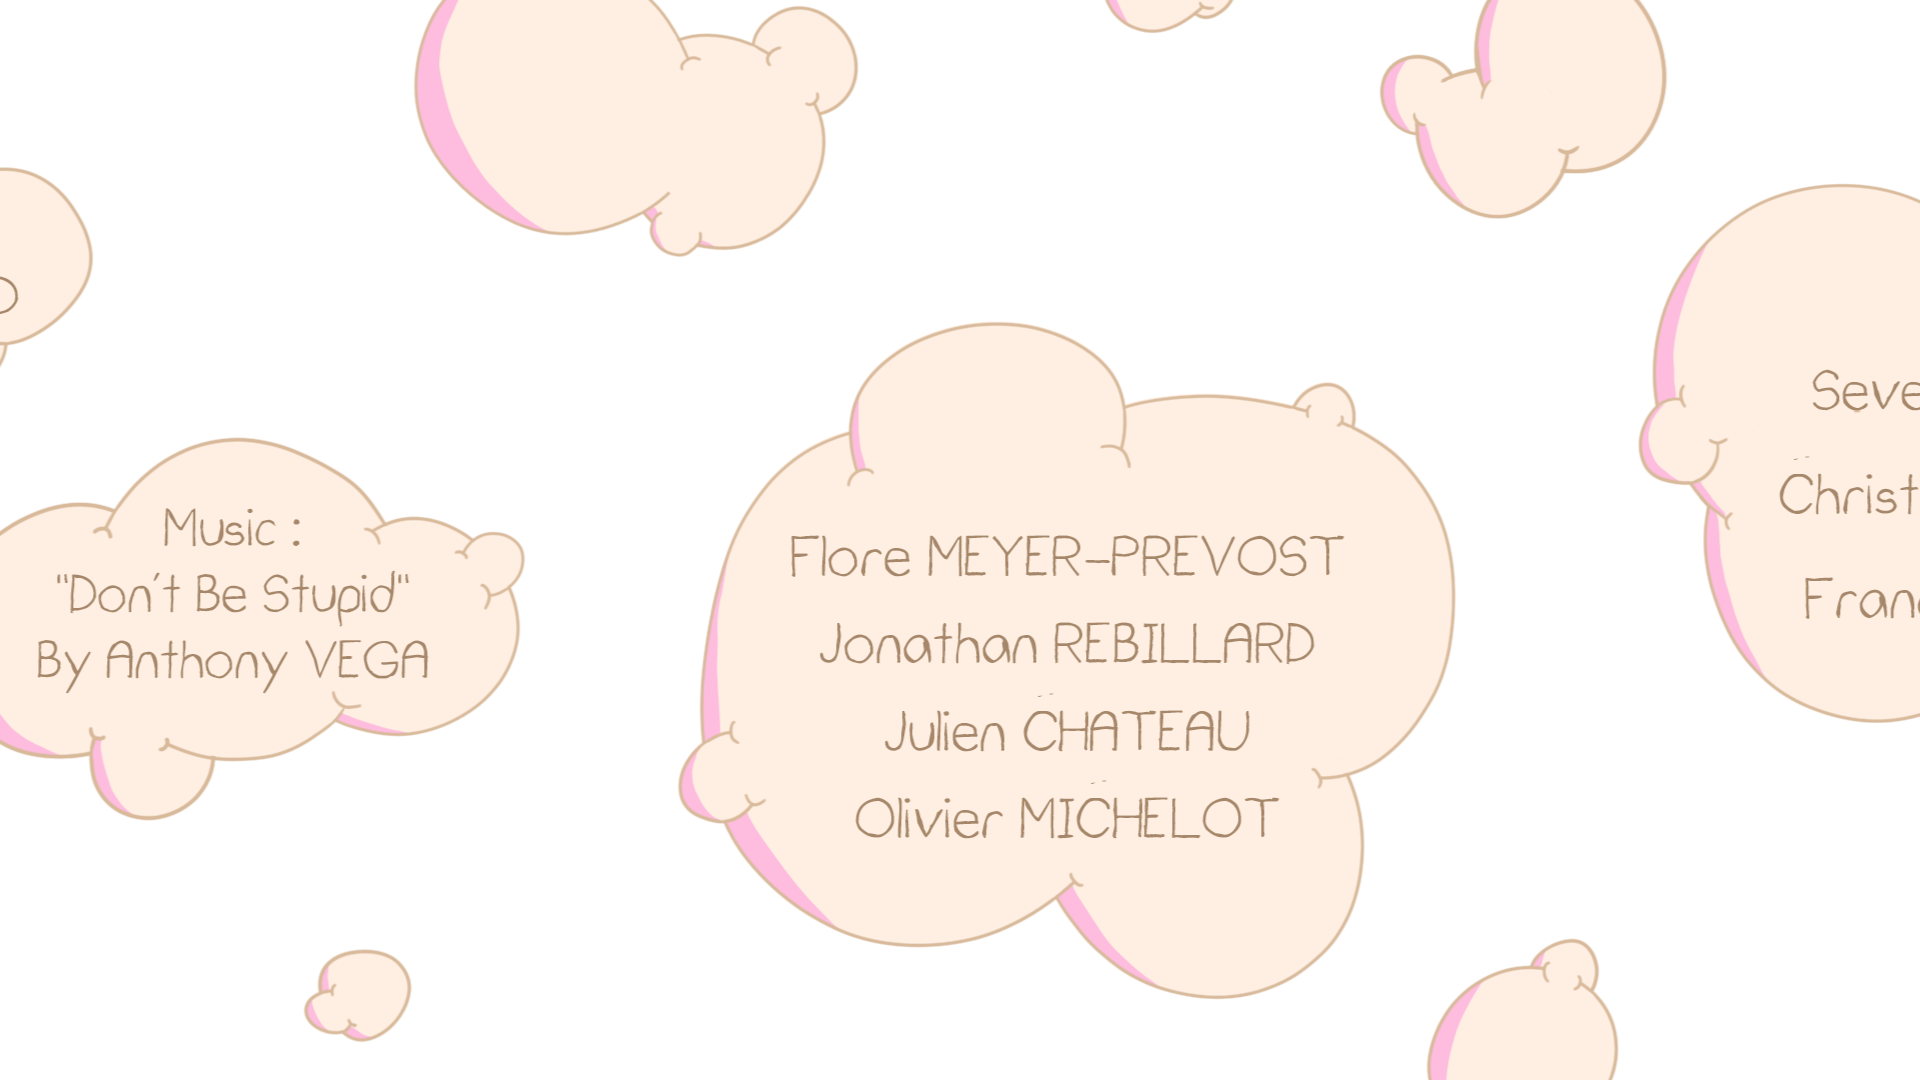 Music :
"Don't Be Stupid"
By Anthony VEGA
Flore MEYER-PREVOST
Jonathan REBILLARD
Julien CHATEAU
Olivier MICHELOT